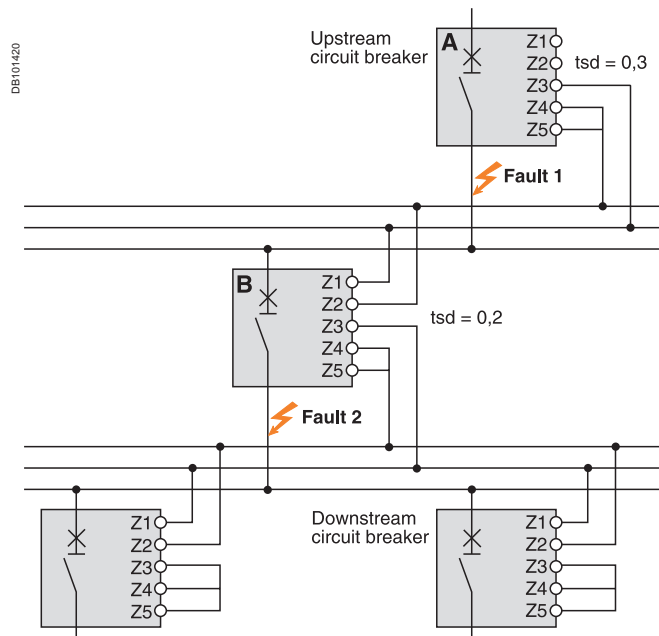 DB101420
Upstream
circuit breaker
A
Z1
Z2
Z3
Z4
Z5
tsd = 0,3
Fault 1
B
Z1
Z2
Z3
Z4
Z5
tsd = 0,2
Fault 2
Z1
Z2
Z3
Z4
Z5
Downstream
circuit breaker
Z1
Z2
Z3
Z4
Z5